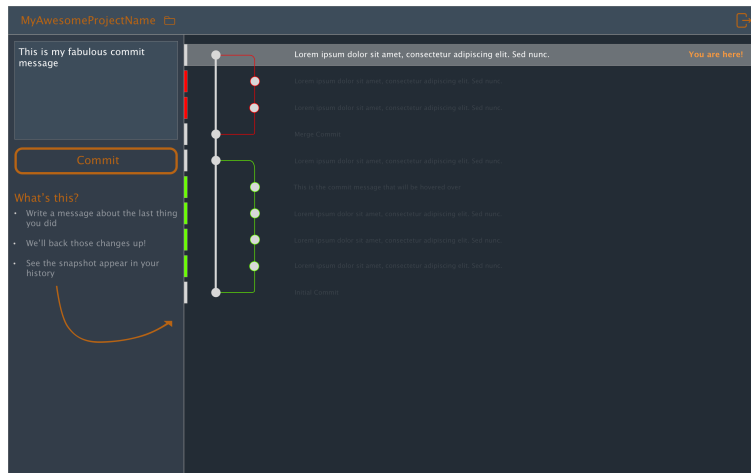 MyAwesomeProjectName
This is my fabulous commit
message
Commit
What's this?
• Write a message about the last thing
you did
• We'll back those changes up!
• See the snapshot appear in your
history
Lorem ipsum dolor sit amet, consectetur adipiscing elit. Sed nunc.
You are here!
Lorem ipsum dolor sit amet, consectetur adipiscing elit. Sed nunc.
Lorem ipsum dolor sit amet, consectetur adipiscing elit. Sed nunc.
Merge Commit
Lorem ipsum dolor sit amet, consectetur adipiscing elit. Sed nunc.
This is the commit message that will be hovered over
Lorem ipsum dolor sit amet, consectetur adipiscing elit. Sed nunc.
Lorem ipsum dolor sit amet, consectetur adipiscing elit. Sed nunc.
Lorem ipsum dolor sit amet, consectetur adipiscing elit. Sed nunc.
Initial Commit